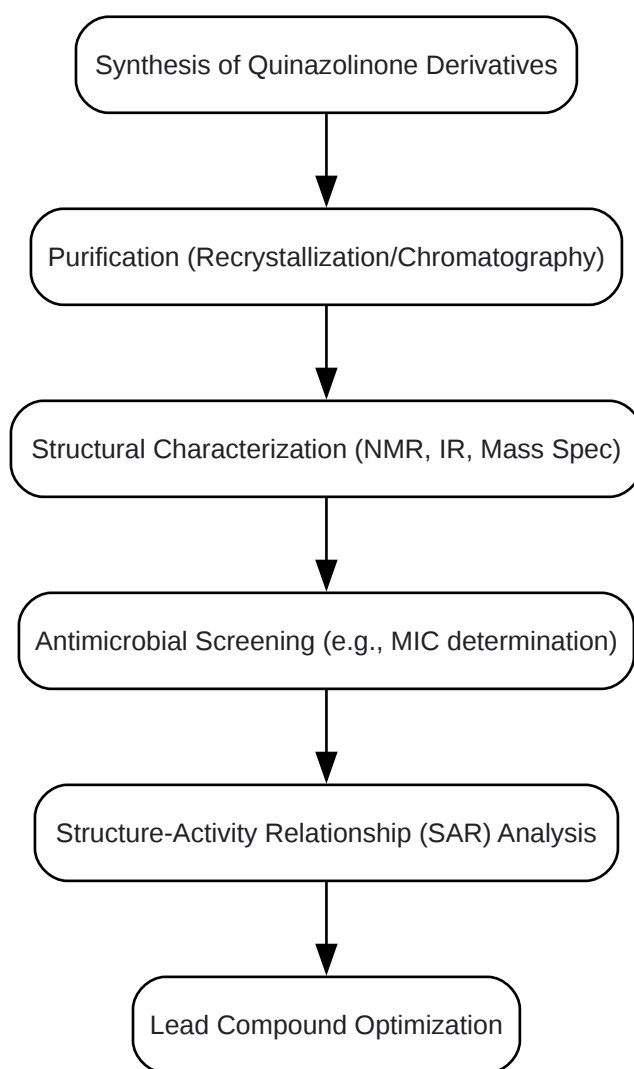 Synthesis of Quinazolinone Derivatives
Purification (Recrystallization/Chromatography)
Structural Characterization (NMR, IR, Mass Spec)
Antimicrobial Screening (e.g., MIC determination)
Structure-Activity Relationship (SAR) Analysis
Lead Compound Optimization